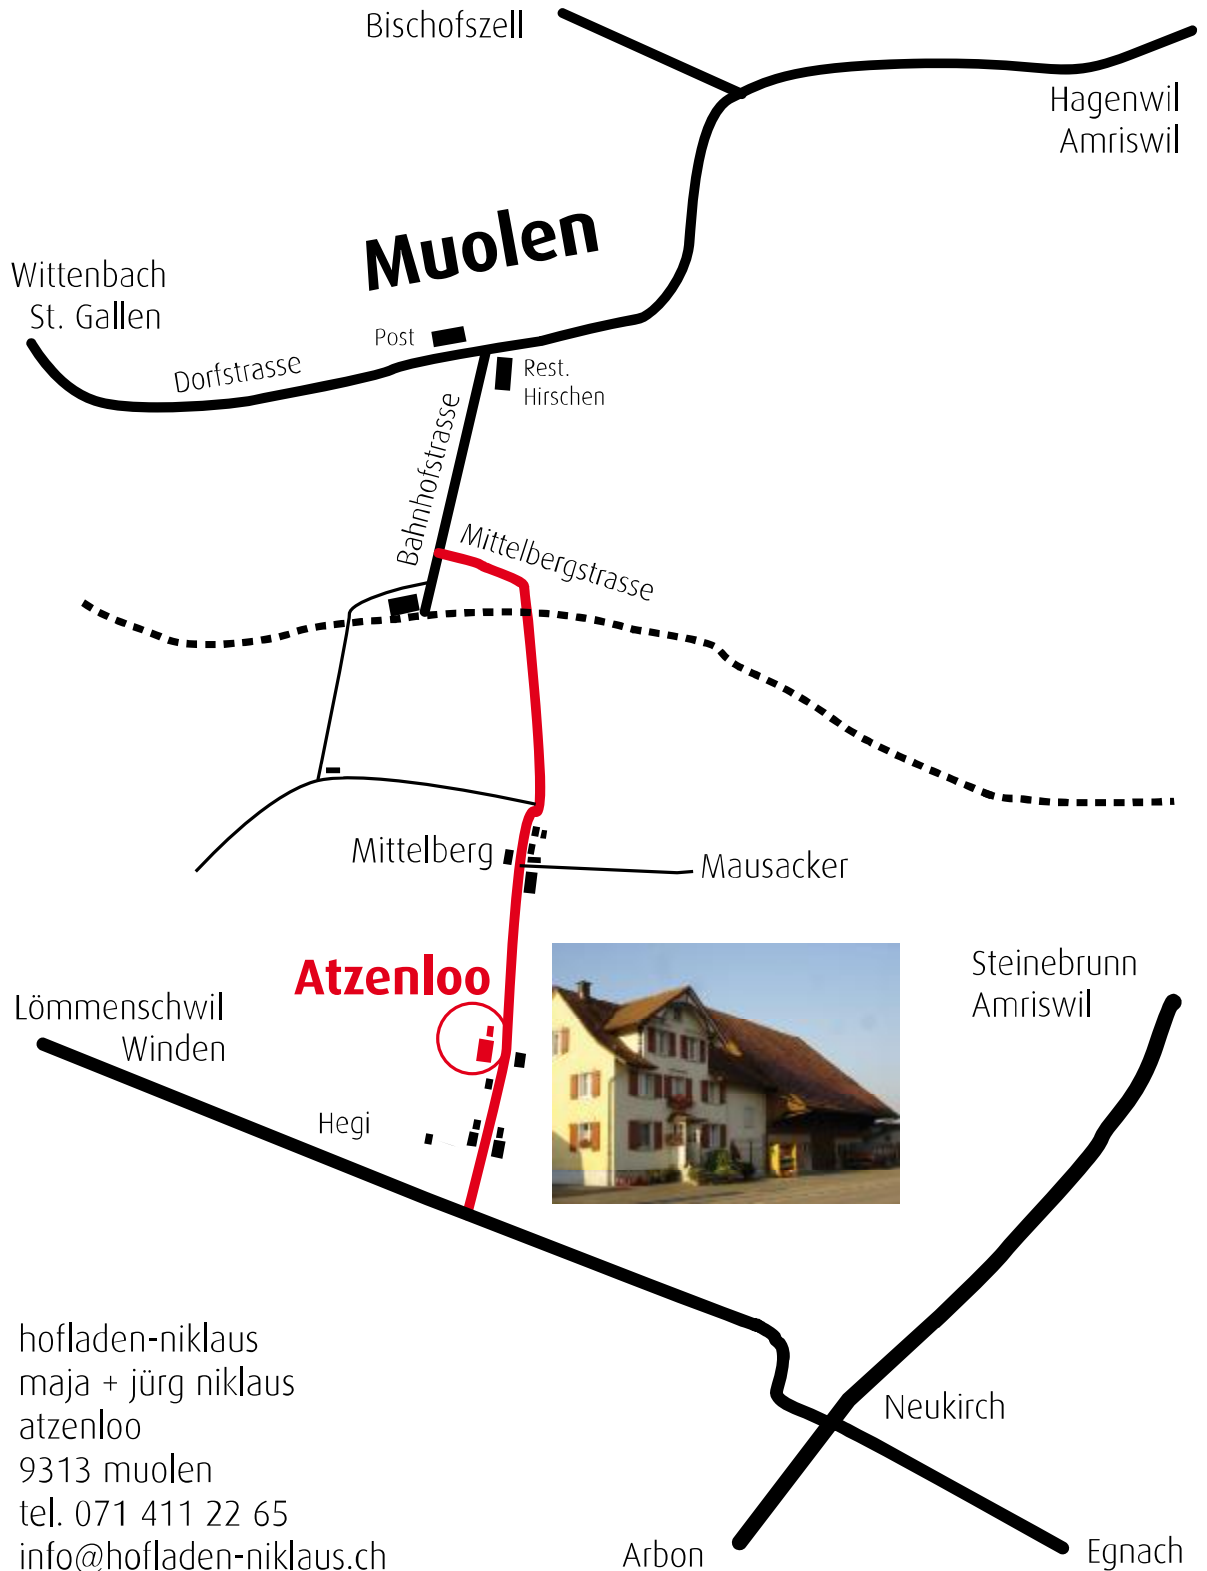 Bischofszell
Hagenwil
Amriswil
Muolen
Wittenbach
St. Gallen
Post
Rest.
Hirschen
Dorfstrasse
Bahnhofstrasse
Mittelbergstrasse
Mittelberg
Mausacker
Atzenloo
Steinebrunn
Amriswil
Lömmenschwil
Winden
Hegi
Neukirch
hofladen-niklaus
maja + jürg niklaus
atzenloo
9313 muolen
tel. 071 411 22 65
info@hofladen-niklaus.ch
Arbon
Egnach